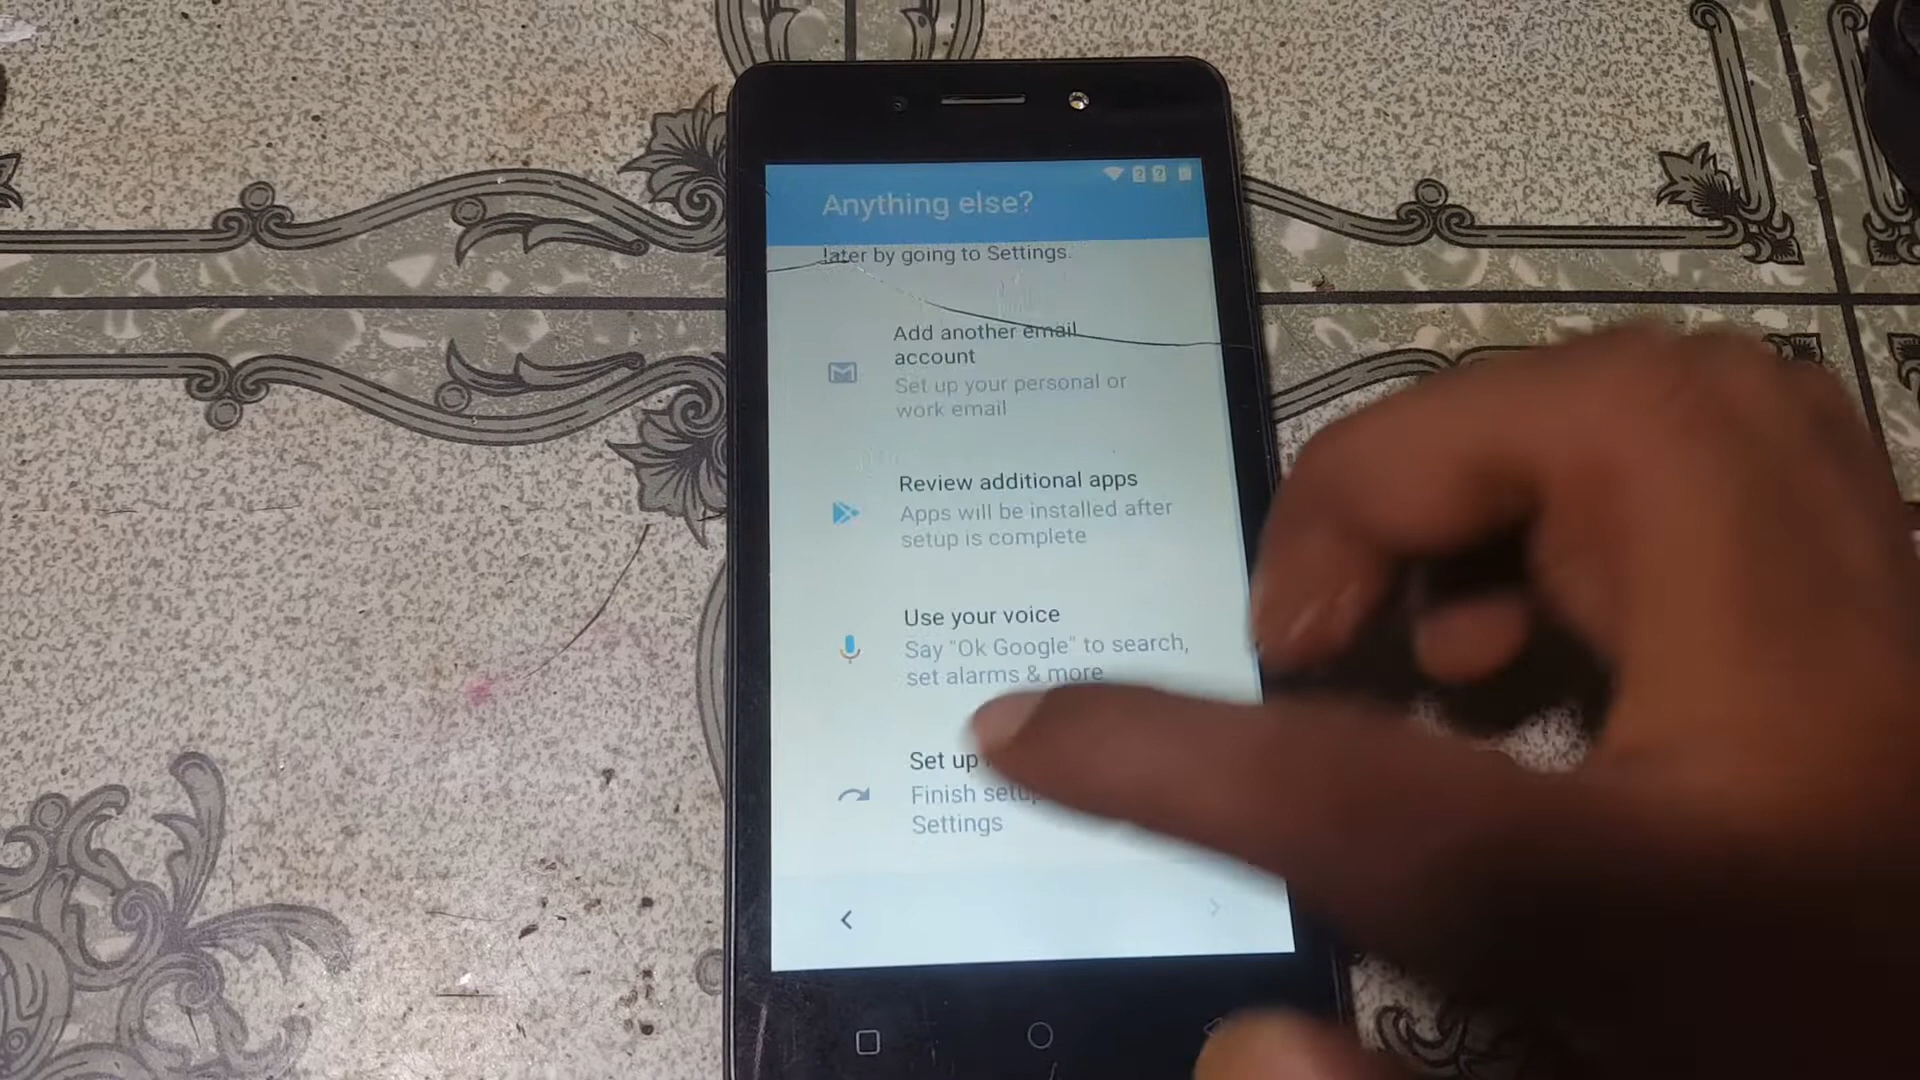 Anything else?
later by going to Settings.
Add another email
account
Set up your personal or
work email
Review additional apps
Apps will be installed after
setup is complete
Use your voice
Say "Ok Google" to search,
set alarms & more
Set up
Finish setup
Settings